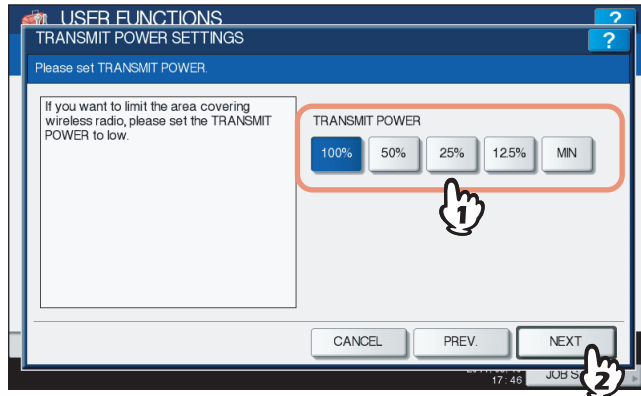 USER FUNCTIONS
?
TRANSMIT POWER SETTINGS
?
Please set TRANSMIT POWER.
If you want to limit the area covering
wireless radio, please set the TRANSMIT
POWER to low.
TRANSMIT POWER
100% 50% 25% 12.5% MIN
1
CANCEL PREV. NEXT
17:46 JOB S
2